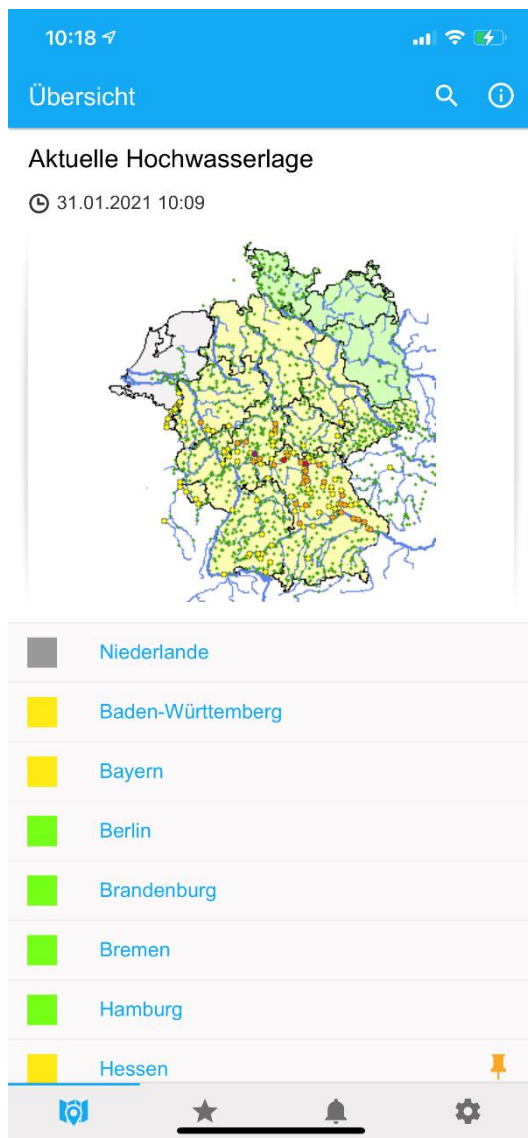 10:18
Übersicht
Aktuelle Hochwasserlage
31.01.2021 10:09
Niederlande
Baden-Württemberg
Bayern
Berlin
Brandenburg
Bremen
Hamburg
Hessen